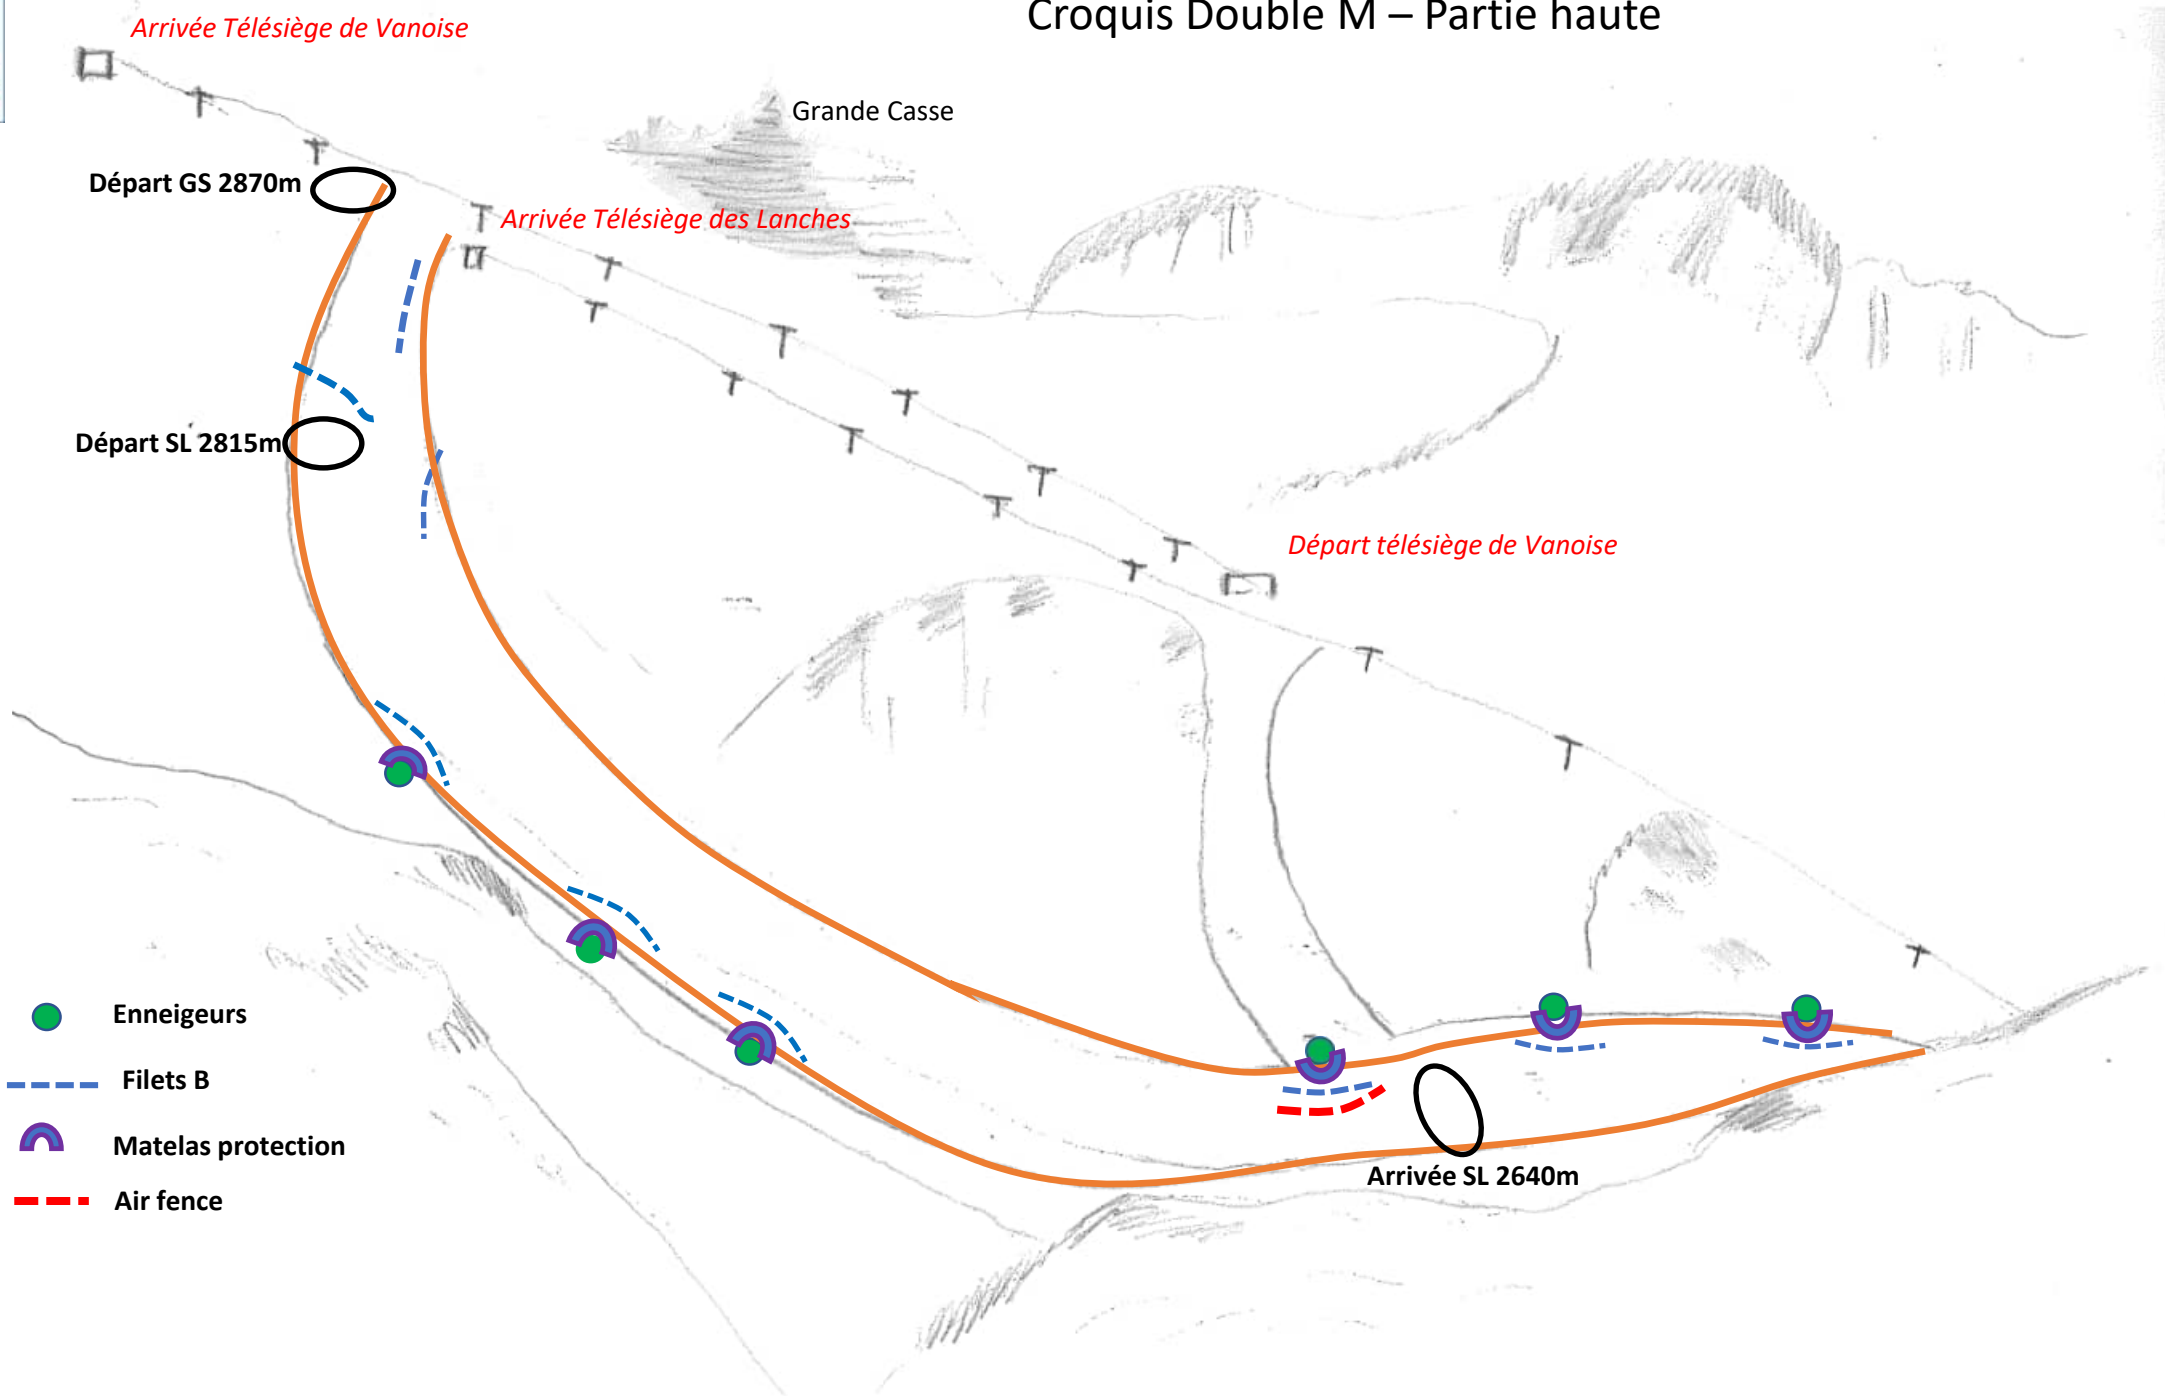 Croquis Double M – Partie haute
Arrivée Télésiège de Vanoise
Grande Casse
Départ GS 2870m
Arrivée Télésiège des Lanches
Départ SL 2815m
Départ télésiège de Vanoise
Enneigeurs
Filets B
Matelas protection
Air fence
Arrivée SL 2640m